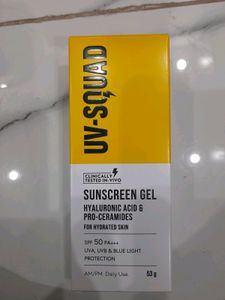 UV-SQUAD
CLINICALLY
TESTED IN-VIVO
SUNSCREEN GEL
HYALURONIC ACID &
PRO-CERAMIDES
FOR HYDRATED SKIN
SPF 50 PA+++
UVA, UVB & BLUE LIGHT
PROTECTION
AM/PM. Daily Use. 50 g